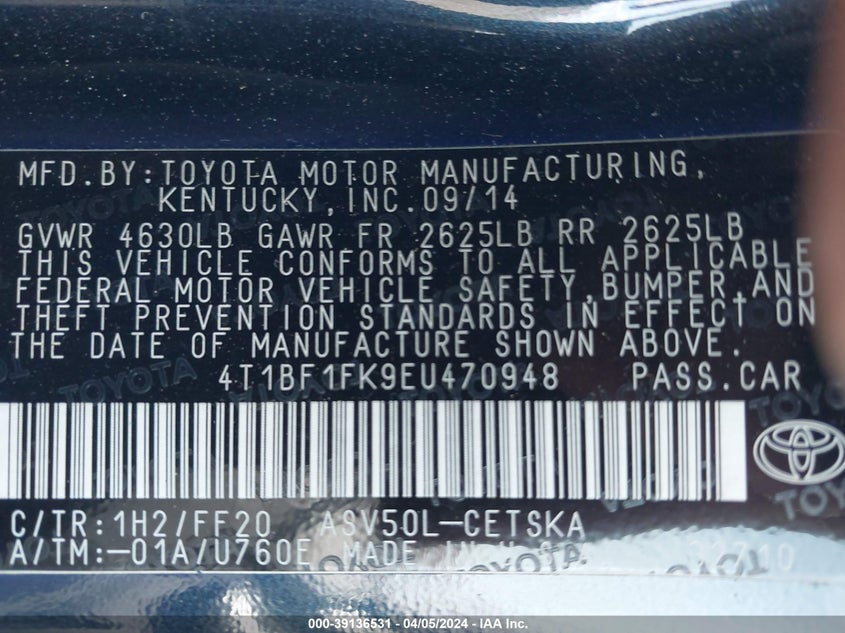 MFD.BY:TOYOTA MOTOR MANUFACTURING,
KENTUCKY,INC.09/14
GVWR 4630LB GAWR FR 2625LB RR 2625LB
THIS VEHICLE CONFORMS TO ALL APPLICABLE
FEDERAL MOTOR VEHICLE SAFETY,BUMPER,AND
THEFT PREVENTION STANDARDS IN EFFECT ON
THE DATE OF MANUFACTURE SHOWN ABOVE.
4T1BF1FK9EU470948 PASS.CAR
C/TR:1H2/FF20 ASV50L-CETSKA
A/TM:-01A/U760E MADE IN
000-39136531 / 04/05/2024 - IAA Inc.